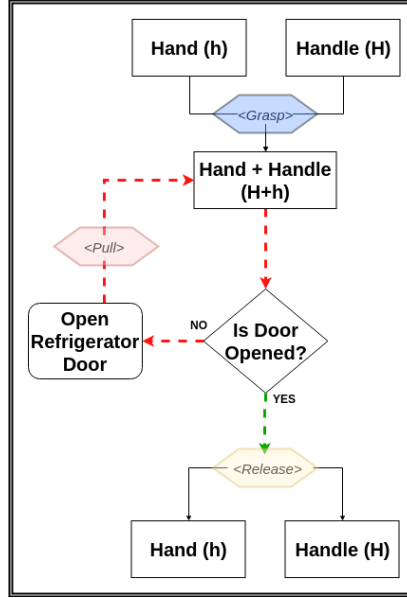 Hand (h)
Handle (H)
<Grasp>
Hand + Handle
(H+h)
<Pull>
Open
Refrigerator
Door
NO
Is Door
Opened?
YES
<Release>
Hand (h)
Handle (H)